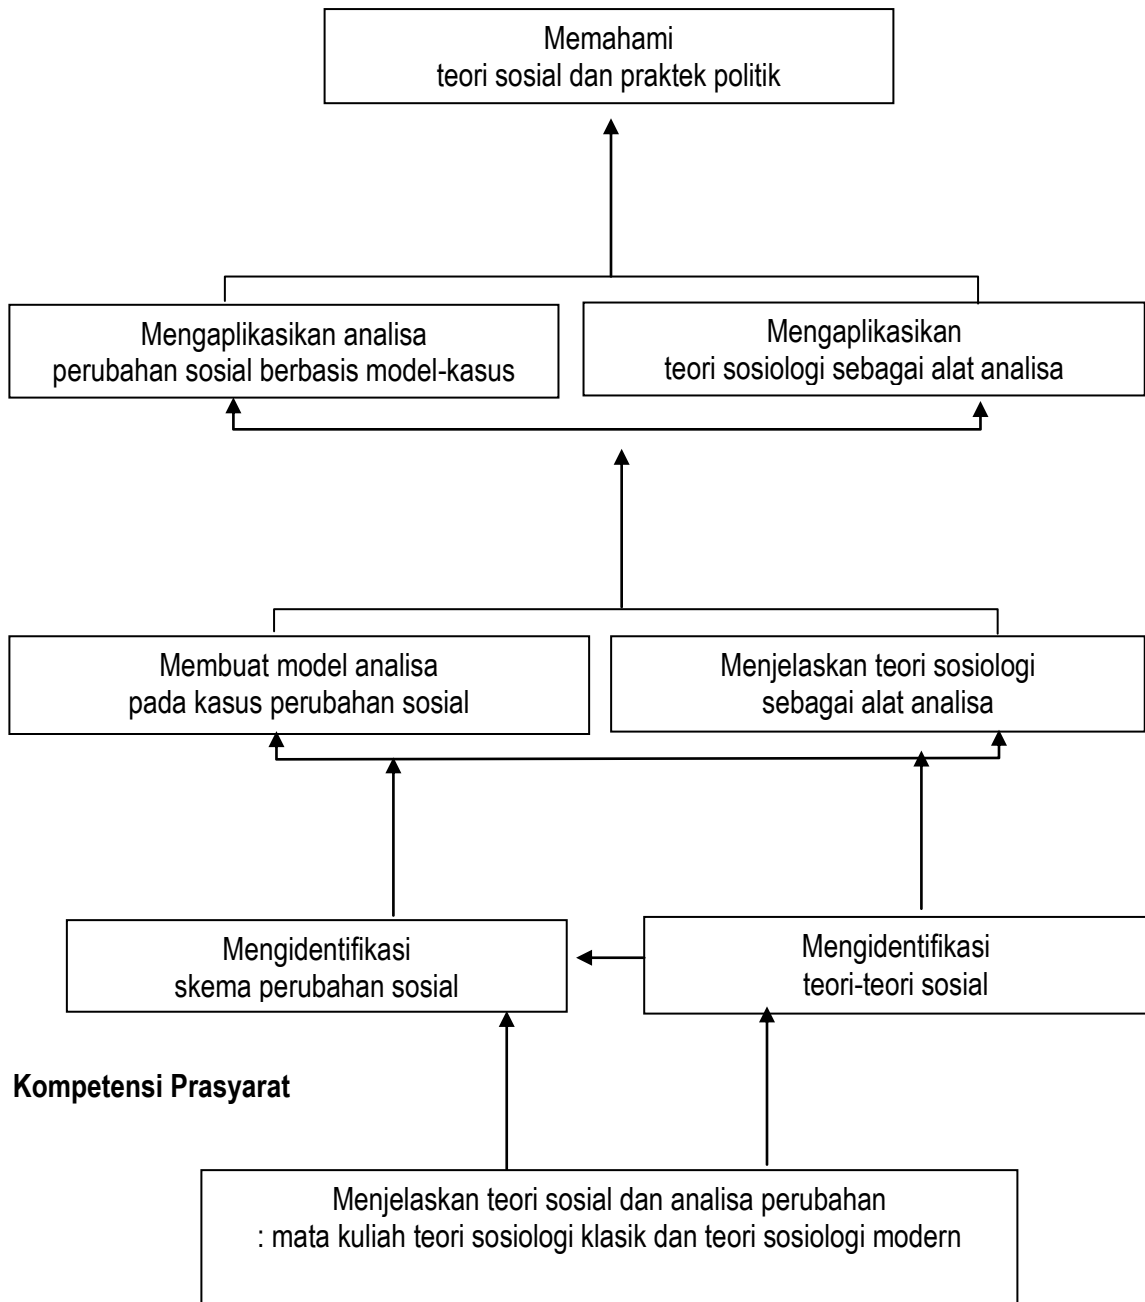 Memahami
teori sosial dan praktek politik
Mengaplikasikan analisa
perubahan sosial berbasis model-kasus
Mengaplikasikan
teori sosiologi sebagai alat analisa
Membuat model analisa
pada kasus perubahan sosial
Menjelaskan teori sosiologi
sebagai alat analisa
Mengidentifikasi
skema perubahan sosial
Mengidentifikasi
teori-teori sosial
Kompetensi Prasyarat
Menjelaskan teori sosial dan analisa perubahan
: mata kuliah teori sosiologi klasik dan teori sosiologi modern